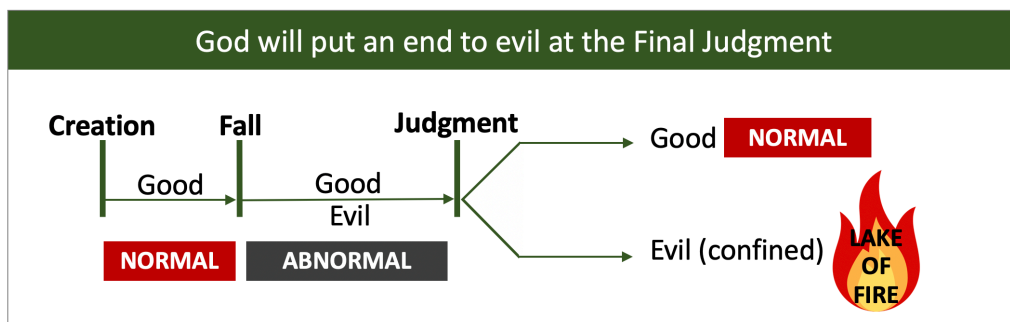 God will put an end to evil at the Final Judgment
Creation
Fall
Judgment
Good
Good
Evil
NORMAL
ABNORMAL
Good
NORMAL
Evil (confined)
LAKE
OF
FIRE